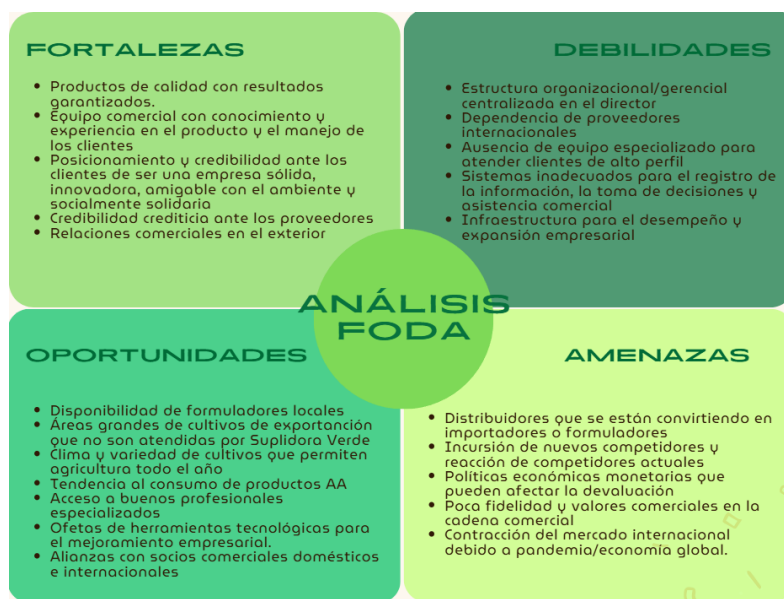 FORTALEZAS
Productos de calidad con resultados
garantizados.
Equipo comercial con conocimiento y
experiencia en el producto y el manejo de
los clientes
Posicionamiento y credibilidad ante los
clientes de ser una empresa sólida,
innovadora, amigable con el ambiente y
socialmente solidaria
Credibilidad crediticia ante los proveedores
Relaciones comerciales en el exterior
DEBILIDADES
Estructura organizacional/gerencial
centralizada en el director
Dependencia de proveedores
internacionales
Ausencia de equipo especializado para
atender clientes de alto perfil
Sistemas inadecuados para el registro de
la información, la toma de decisiones y
asistencia comercial
Infraestructura para el desempeño y
expansión empresarial
ANÁLISIS
FODA
OPORTUNIDADES
Disponibilidad de formuladores locales
Áreas grandes de cultivos de exportanción
que no son atendidas por Suplidora Verde
Clima y variedad de cultivos que permiten
agricultura todo el año
Tendencia al consumo de productos AA
Acceso a buenos profesionales
especializados
Ofetas de herramientas tecnológicas para
el mejoramiento empresarial.
Alianzas con socios comerciales domésticos
e internacionales
AMENAZAS
Distribuidores que se están convirtiendo en
importadores o formuladores
Incursión de nuevos competidores y
reacción de competidores actuales
Políticas económicas monetarias que
pueden afectar la devaluación
Poca fidelidad y valores comerciales en la
cadena comercial
Contracción del mercado internacional
debido a pandemia/economía global.